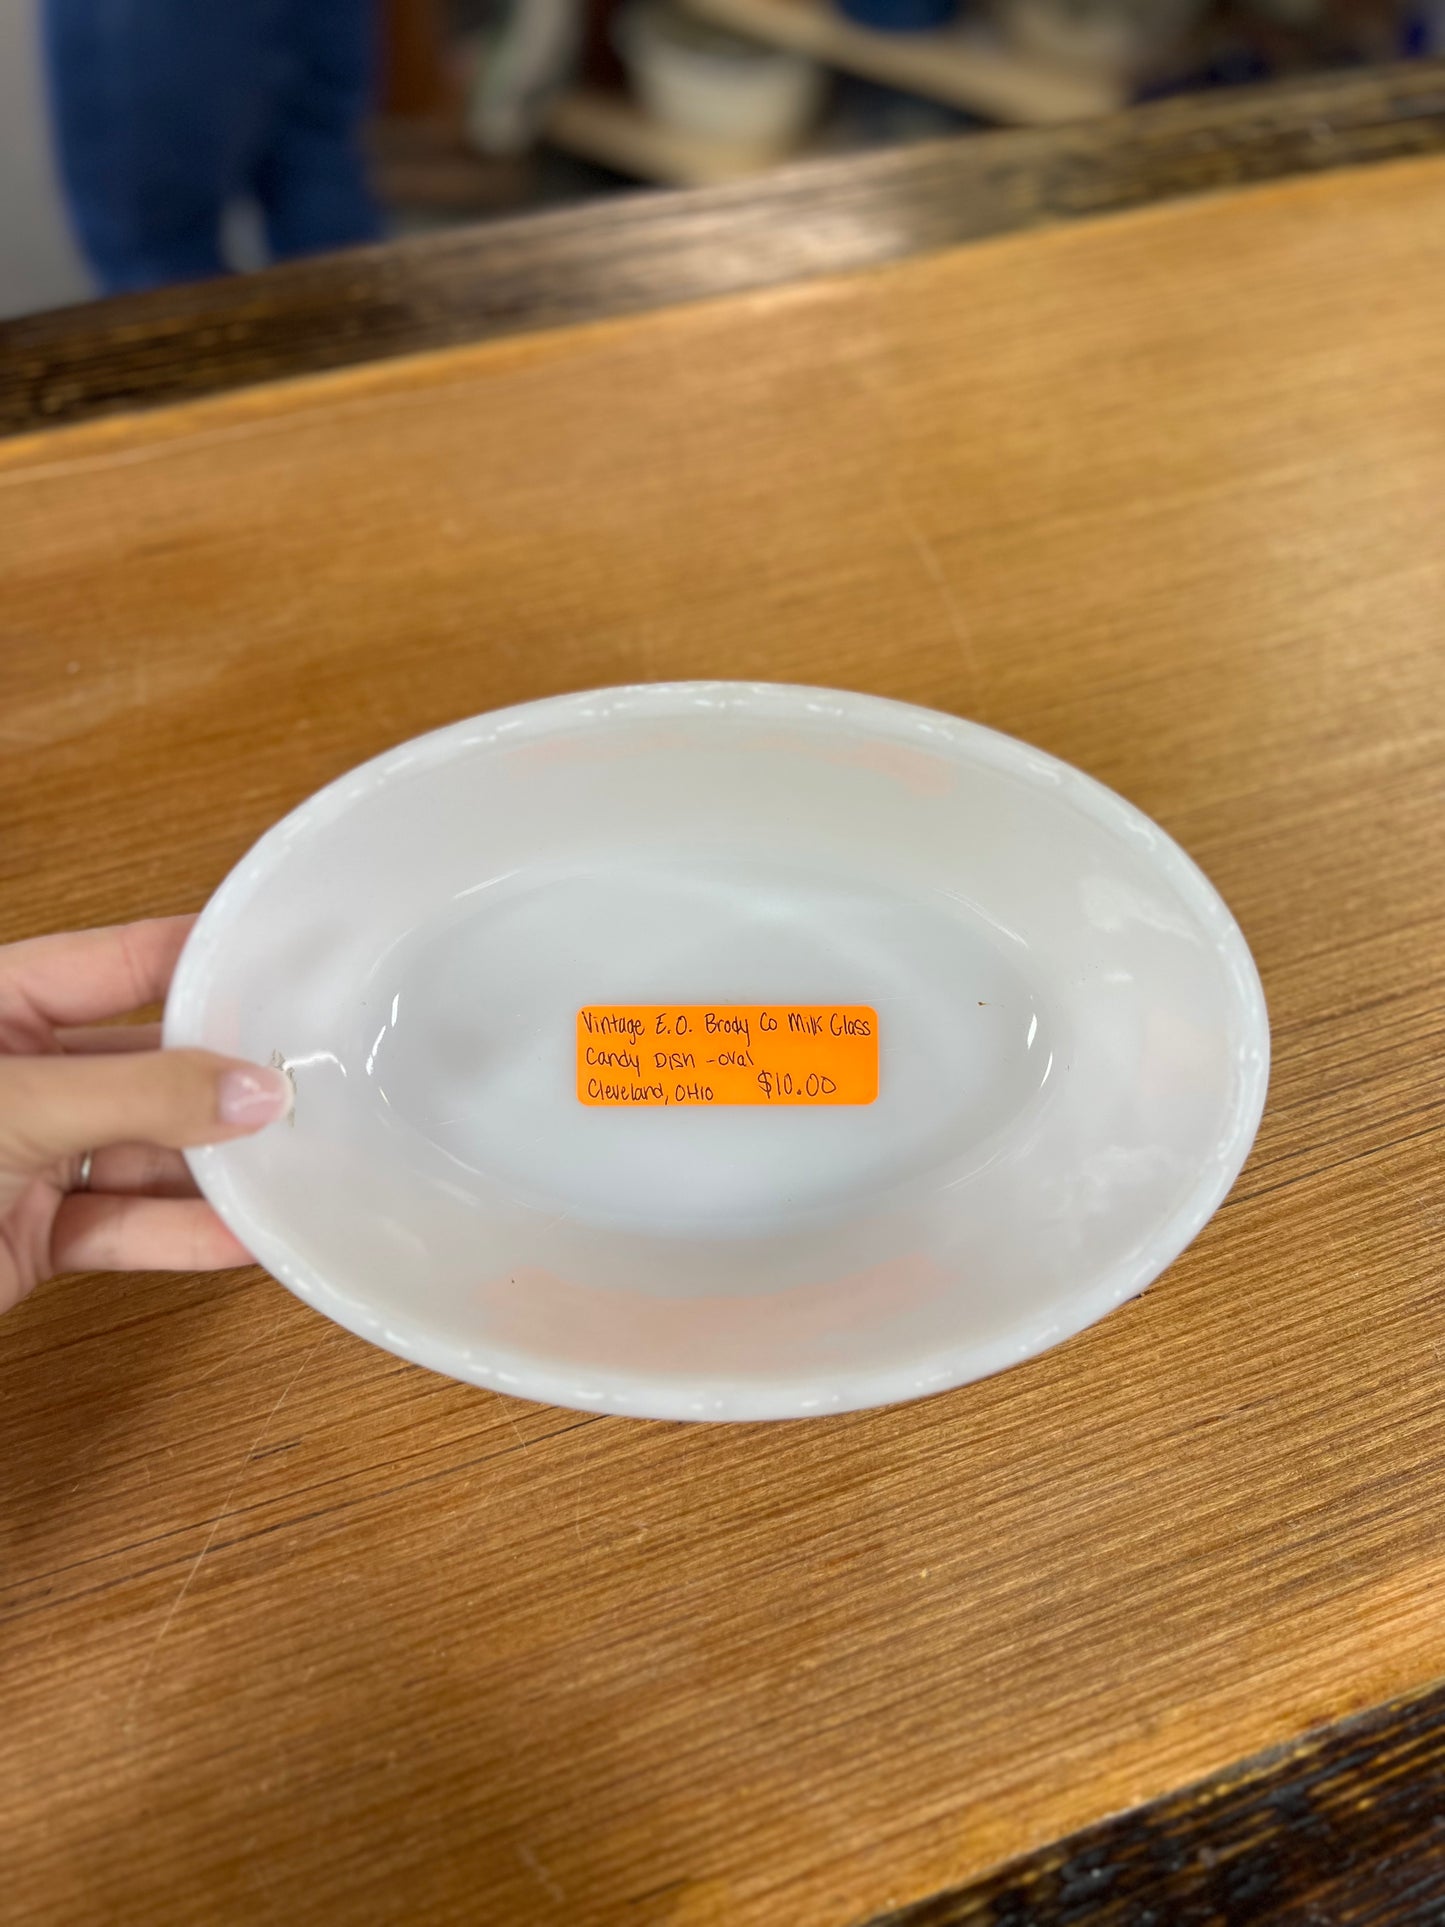 Vintage E.O. Brody Co Milk Glass
Candy Dish - oval
Cleveland, OHIO $10.00